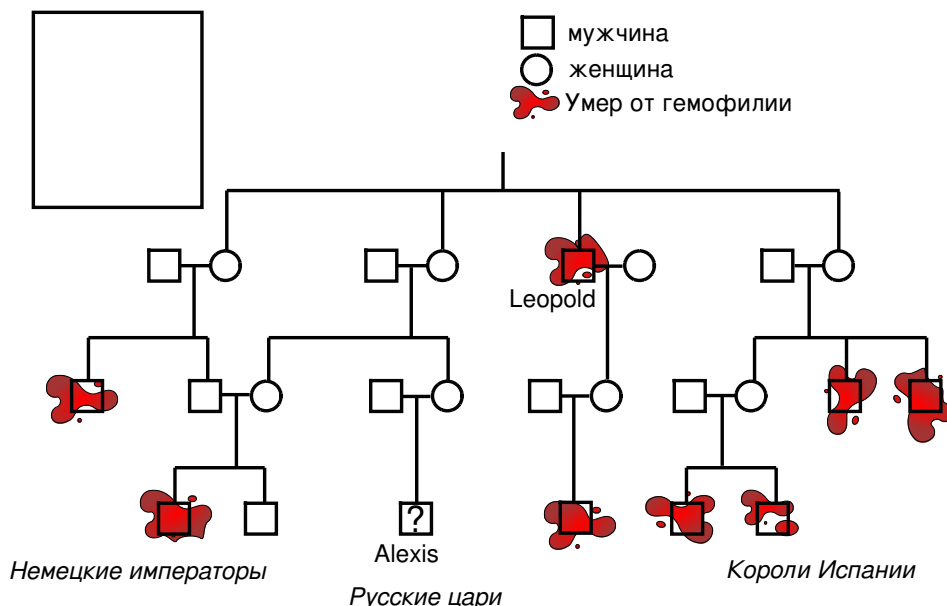 мужчина
женщина
Умер от гемофилии
Leopold
?
Alexis
Немецкие императоры
Русские цари
Короли Испании